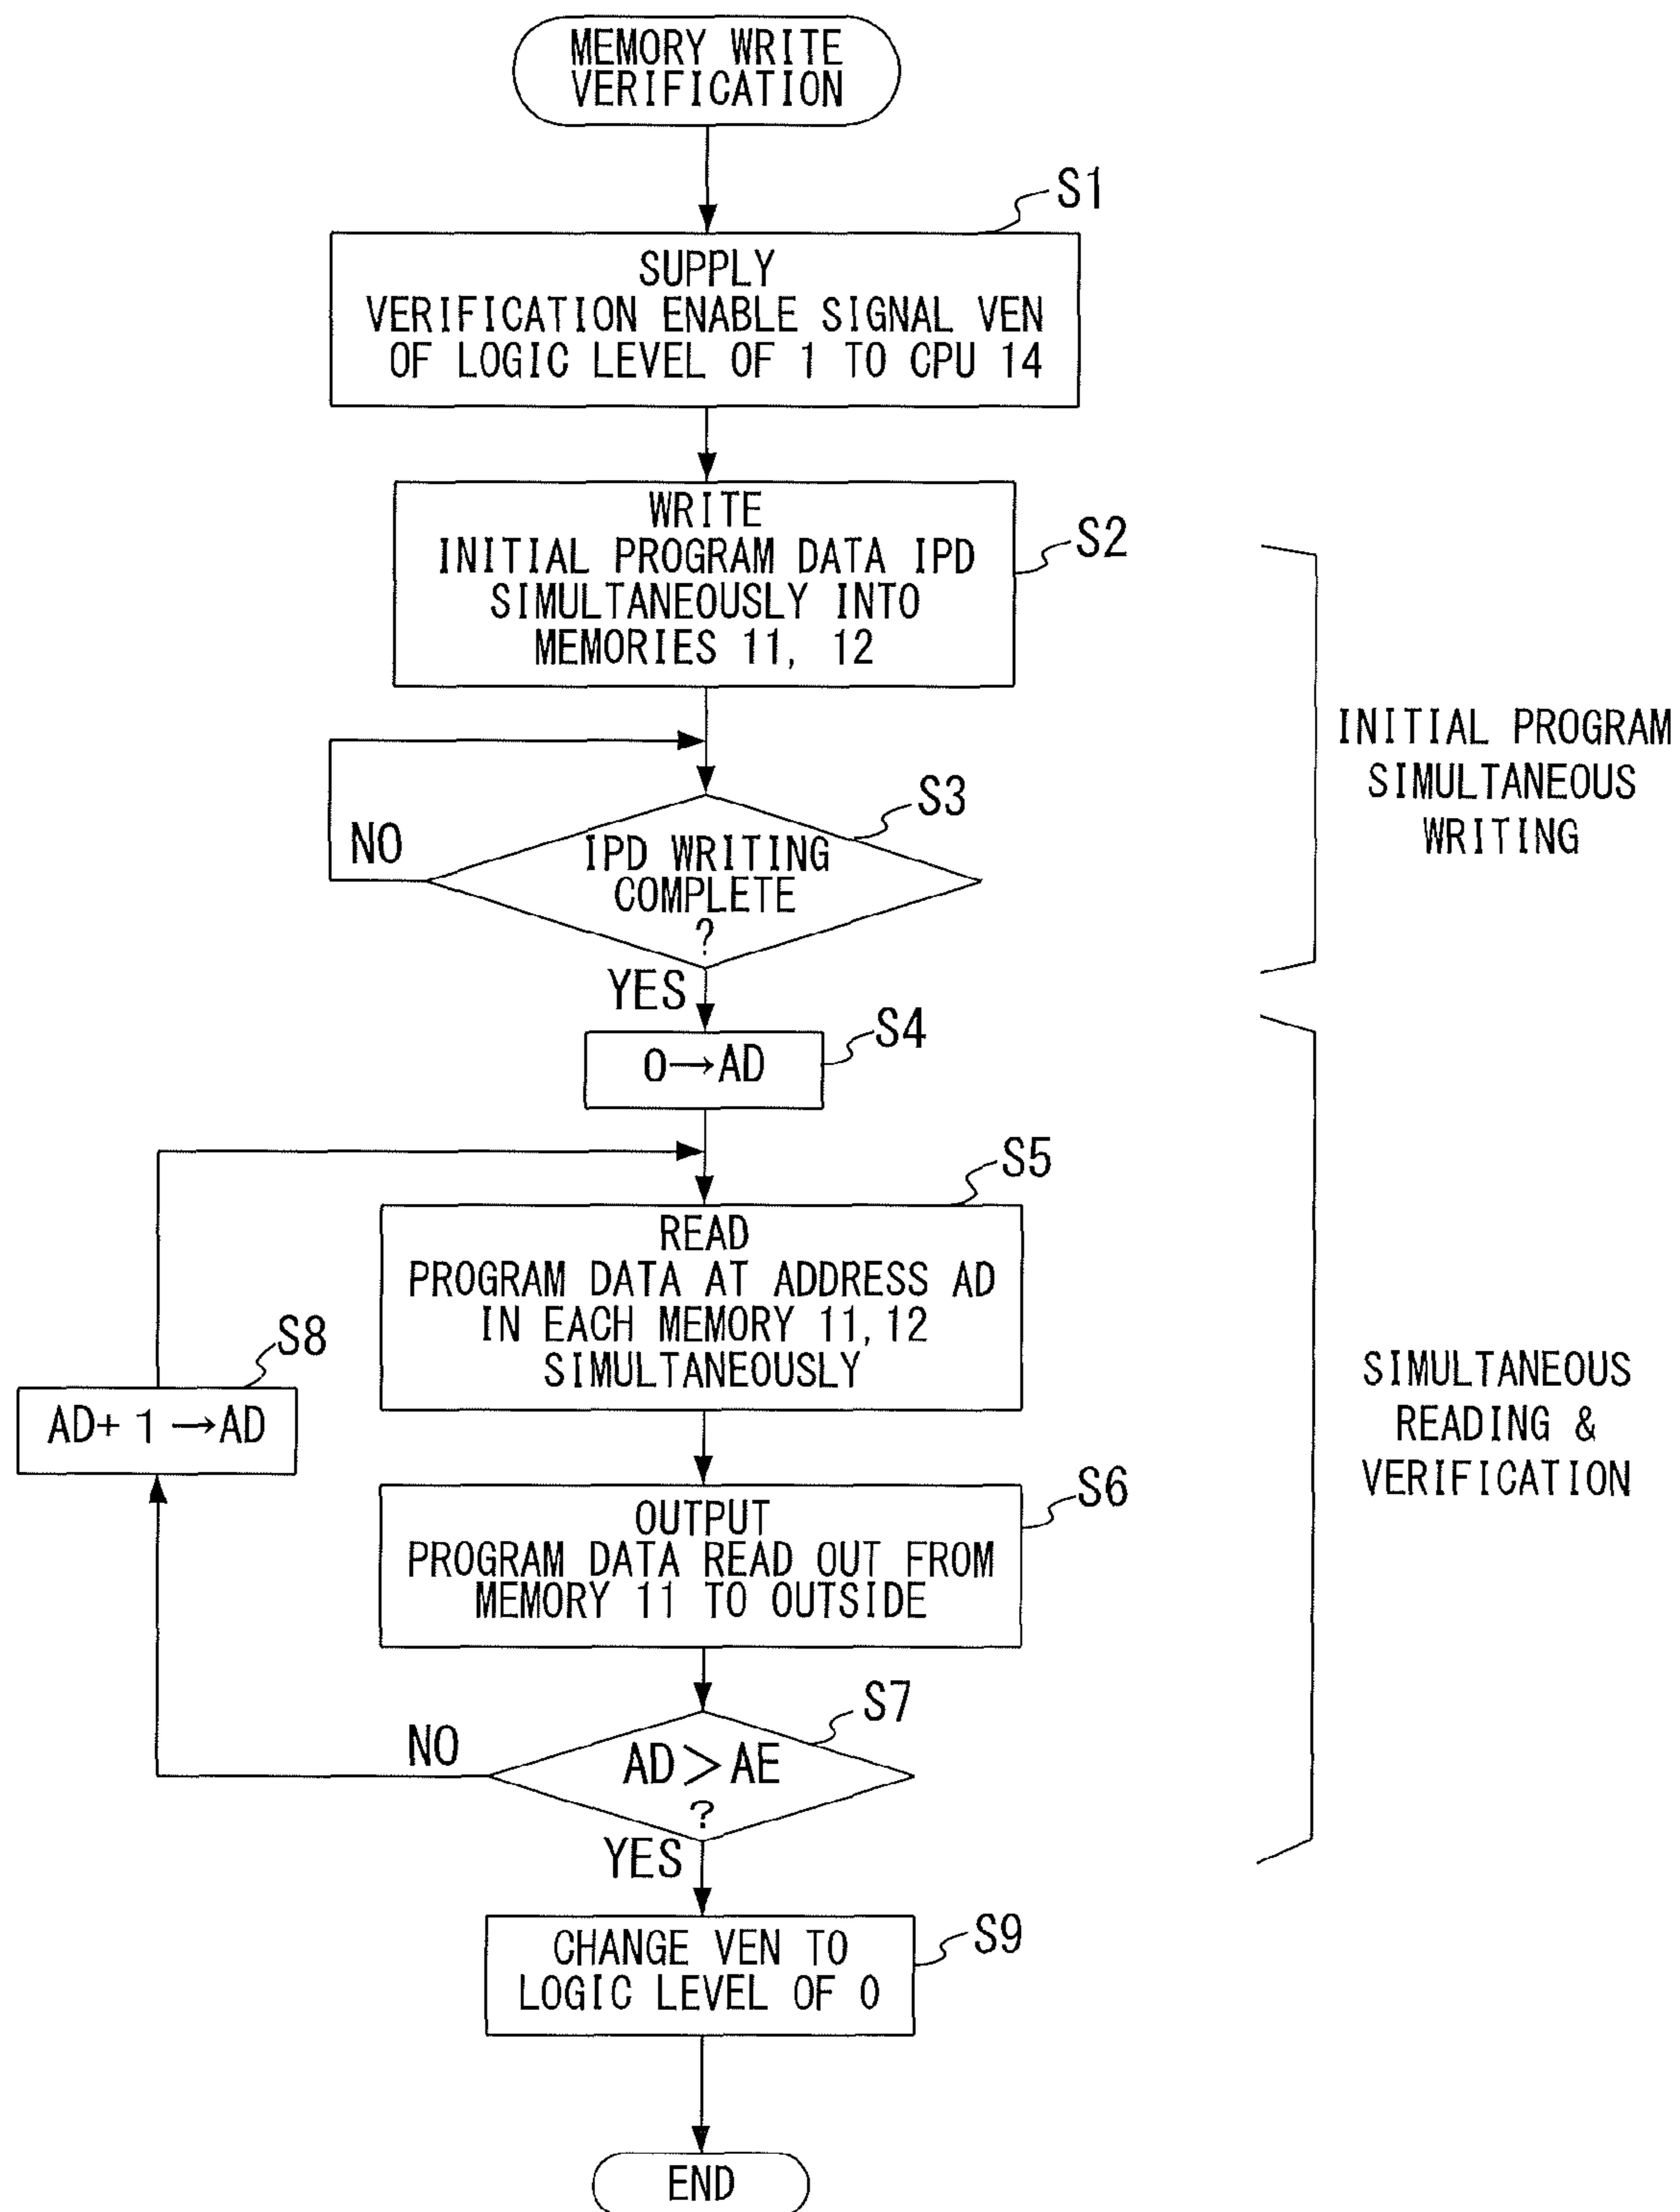 MEMORY WRITE
VERIFICATION
S1
SUPPLY
VERIFICATION ENABLE SIGNAL VEN
OF LOGIC LEVEL OF 1 TO CPU 14
S2
WRITE
INITIAL PROGRAM DATA IPD
SIMULTANEOUSLY INTO
MEMORIES 11, 12
INITIAL PROGRAM
SIMULTANEOUS
WRITING
S3
NO
IPD WRITING
COMPLETE
?
YES
S4
0→AD
S5
READ
PROGRAM DATA AT ADDRESS AD
IN EACH MEMORY 11,12
SIMULTANEOUSLY
S8
AD+1→AD
SIMULTANEOUS
READING &
VERIFICATION
S6
OUTPUT
PROGRAM DATA READ OUT FROM
MEMORY 11 TO OUTSIDE
S7
NO
AD>AE
?
YES
S9
CHANGE VEN TO
LOGIC LEVEL OF 0
END